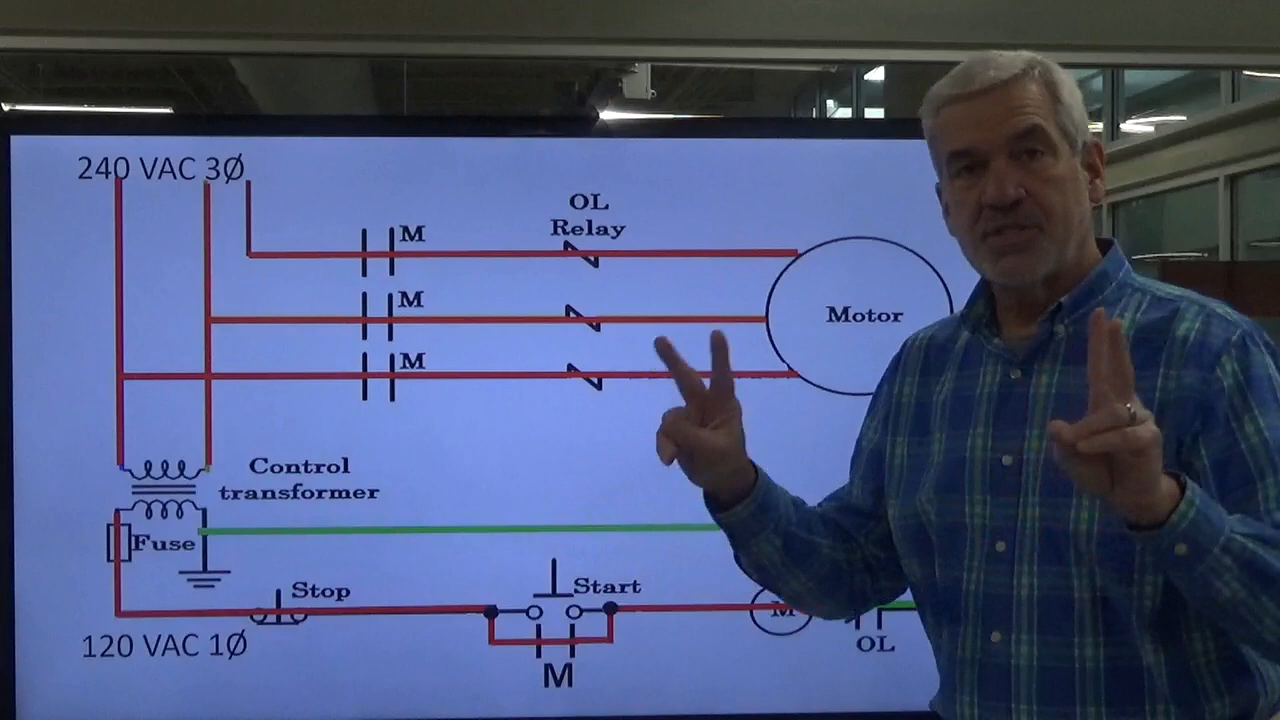 240 VAC 3Ø
OL
Relay
M
M
M
Motor
Control
transformer
Fuse
Stop
Start
M
OL
120 VAC 1Ø
M